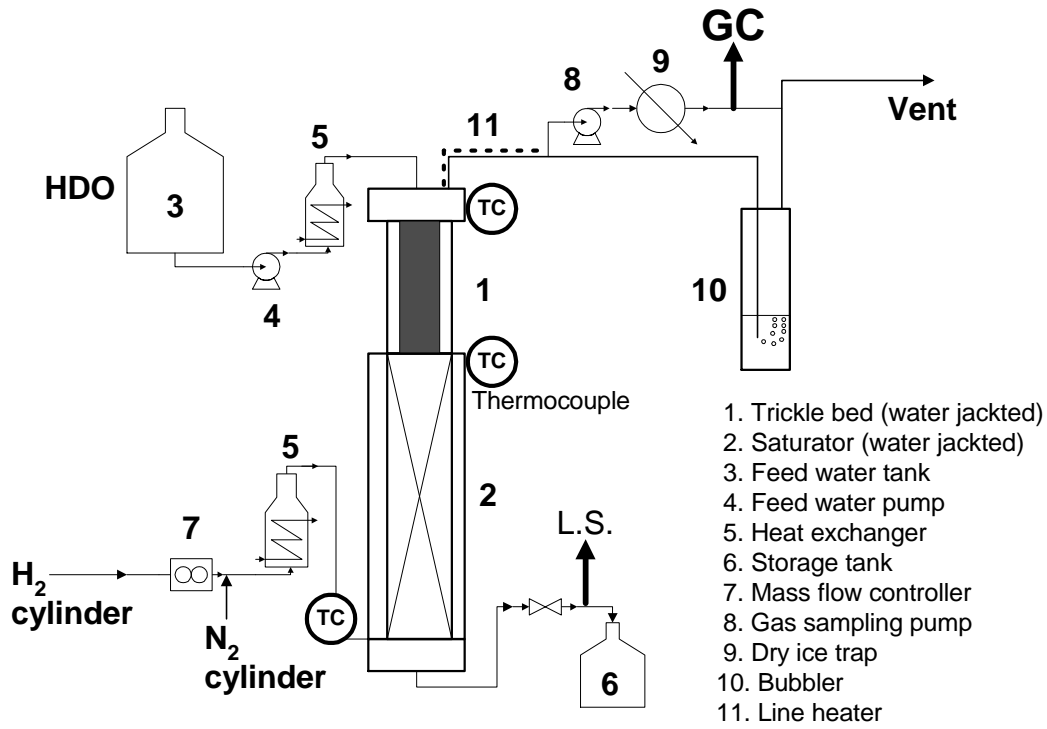 GC
8
9
Vent
11
5
HDO
3
TC
4
1
10
TC
Thermocouple
5
2
7
L.S.
H2
cylinder
TC
N2
cylinder
6
1. Trickle bed (water jackted)
2. Saturator (water jackted)
3. Feed water tank
4. Feed water pump
5. Heat exchanger
6. Storage tank
7. Mass flow controller
8. Gas sampling pump
9. Dry ice trap
10. Bubbler
11. Line heater